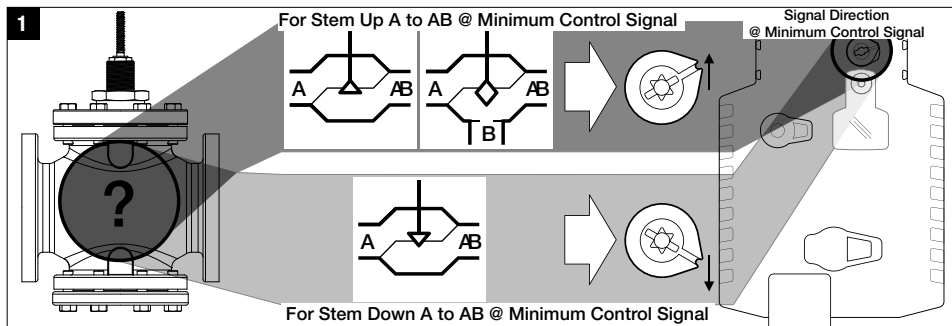 1
For Stem Up A to AB @ Minimum Control Signal
Signal Direction
@ Minimum Control Signal
A AB A AB
B
?
A AB
For Stem Down A to AB @ Minimum Control Signal